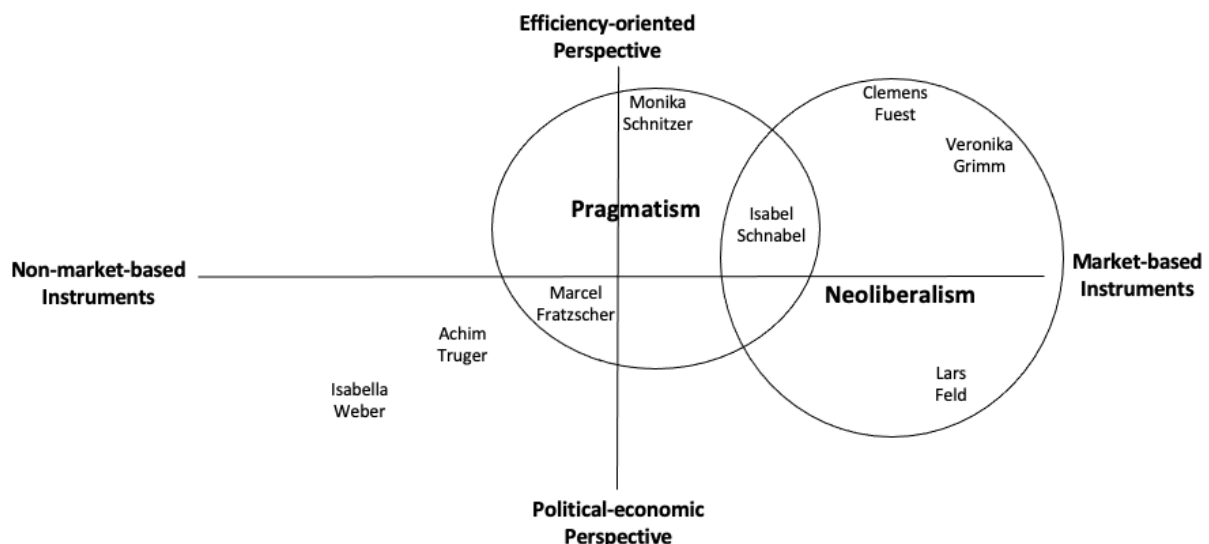 Efficiency-oriented
Perspective
Monika
Schnitzer
Clemens
Fuest
Veronika
Grimm
Pragmatism
Isabel
Schnabel
Non-market-based
Instruments
Market-based
Instruments
Marcel
Fratzscher
Neoliberalism
Achim
Truger
Isabella
Weber
Lars
Feld
Political-economic
Perspective